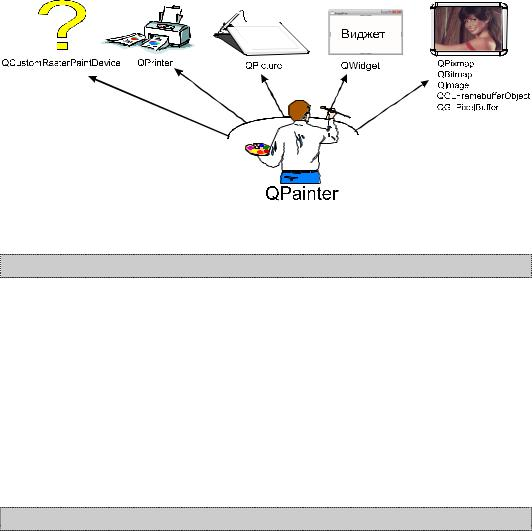 Виджет
QCustomRasterPaintDevice
QPrinter
QPicture
QWidget
QPixmap
QBitmap
QImage
QGLFramebufferObject
QGLPixelBuffer
QPainter